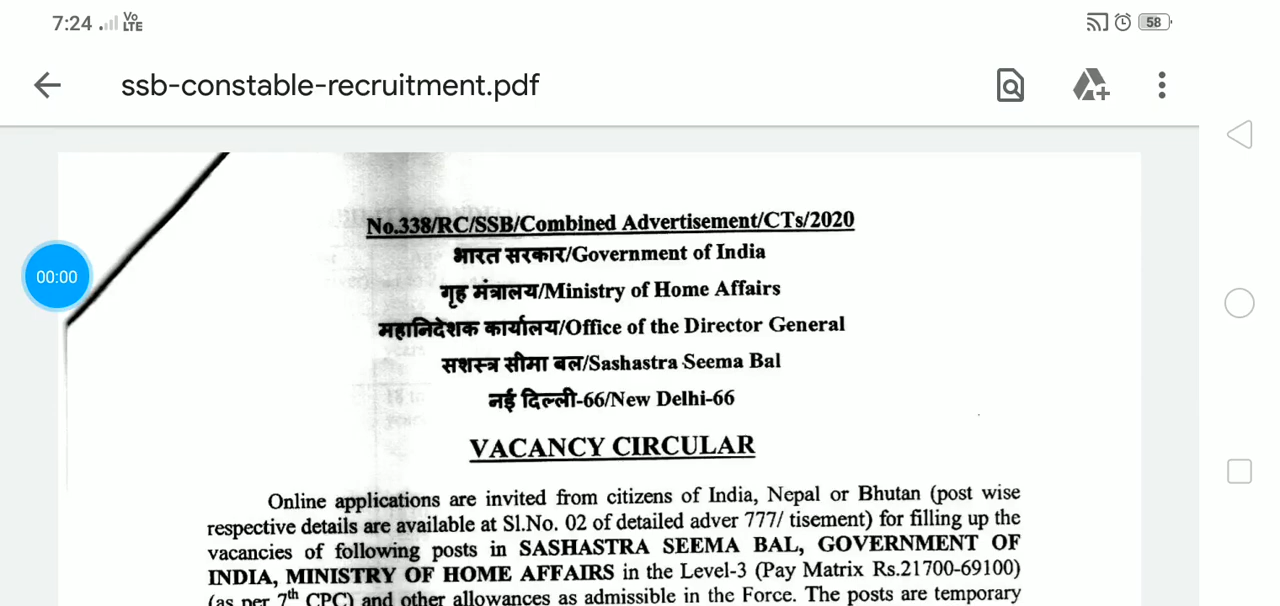 7:24 Vo LTE 58
ssb-constable-recruitment.pdf
No.338/RC/SSB/Combined Advertisement/CTs/2020
भारत सरकार/Government of India
00:00
गृह मंत्रालय/Ministry of Home Affairs
महानिदेशक कार्यालय/Office of the Director General
सशस्त्र सीमा बल/Sashastra Seema Bal
नई दिल्ली-66/New Delhi-66
VACANCY CIRCULAR
Online applications are invited from citizens of India, Nepal or Bhutan (post wise
respective details are available at Sl.No. 02 of detailed adver 777/ tisement) for filling up the
vacancies of following posts in SASHASTRA SEEMA BAL, GOVERNMENT OF
INDIA, MINISTRY OF HOME AFFAIRS in the Level-3 (Pay Matrix Rs.21700-69100)
(as per 7th CPC) and other allowances as admissible in the Force. The posts are temporary